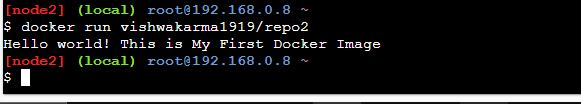 [node2] (local) root@192.168.0.8 ~
$ docker run vishwakarma1919/repo2
Hello world! This is My First Docker Image
[node2] (local) root@192.168.0.8 ~
$